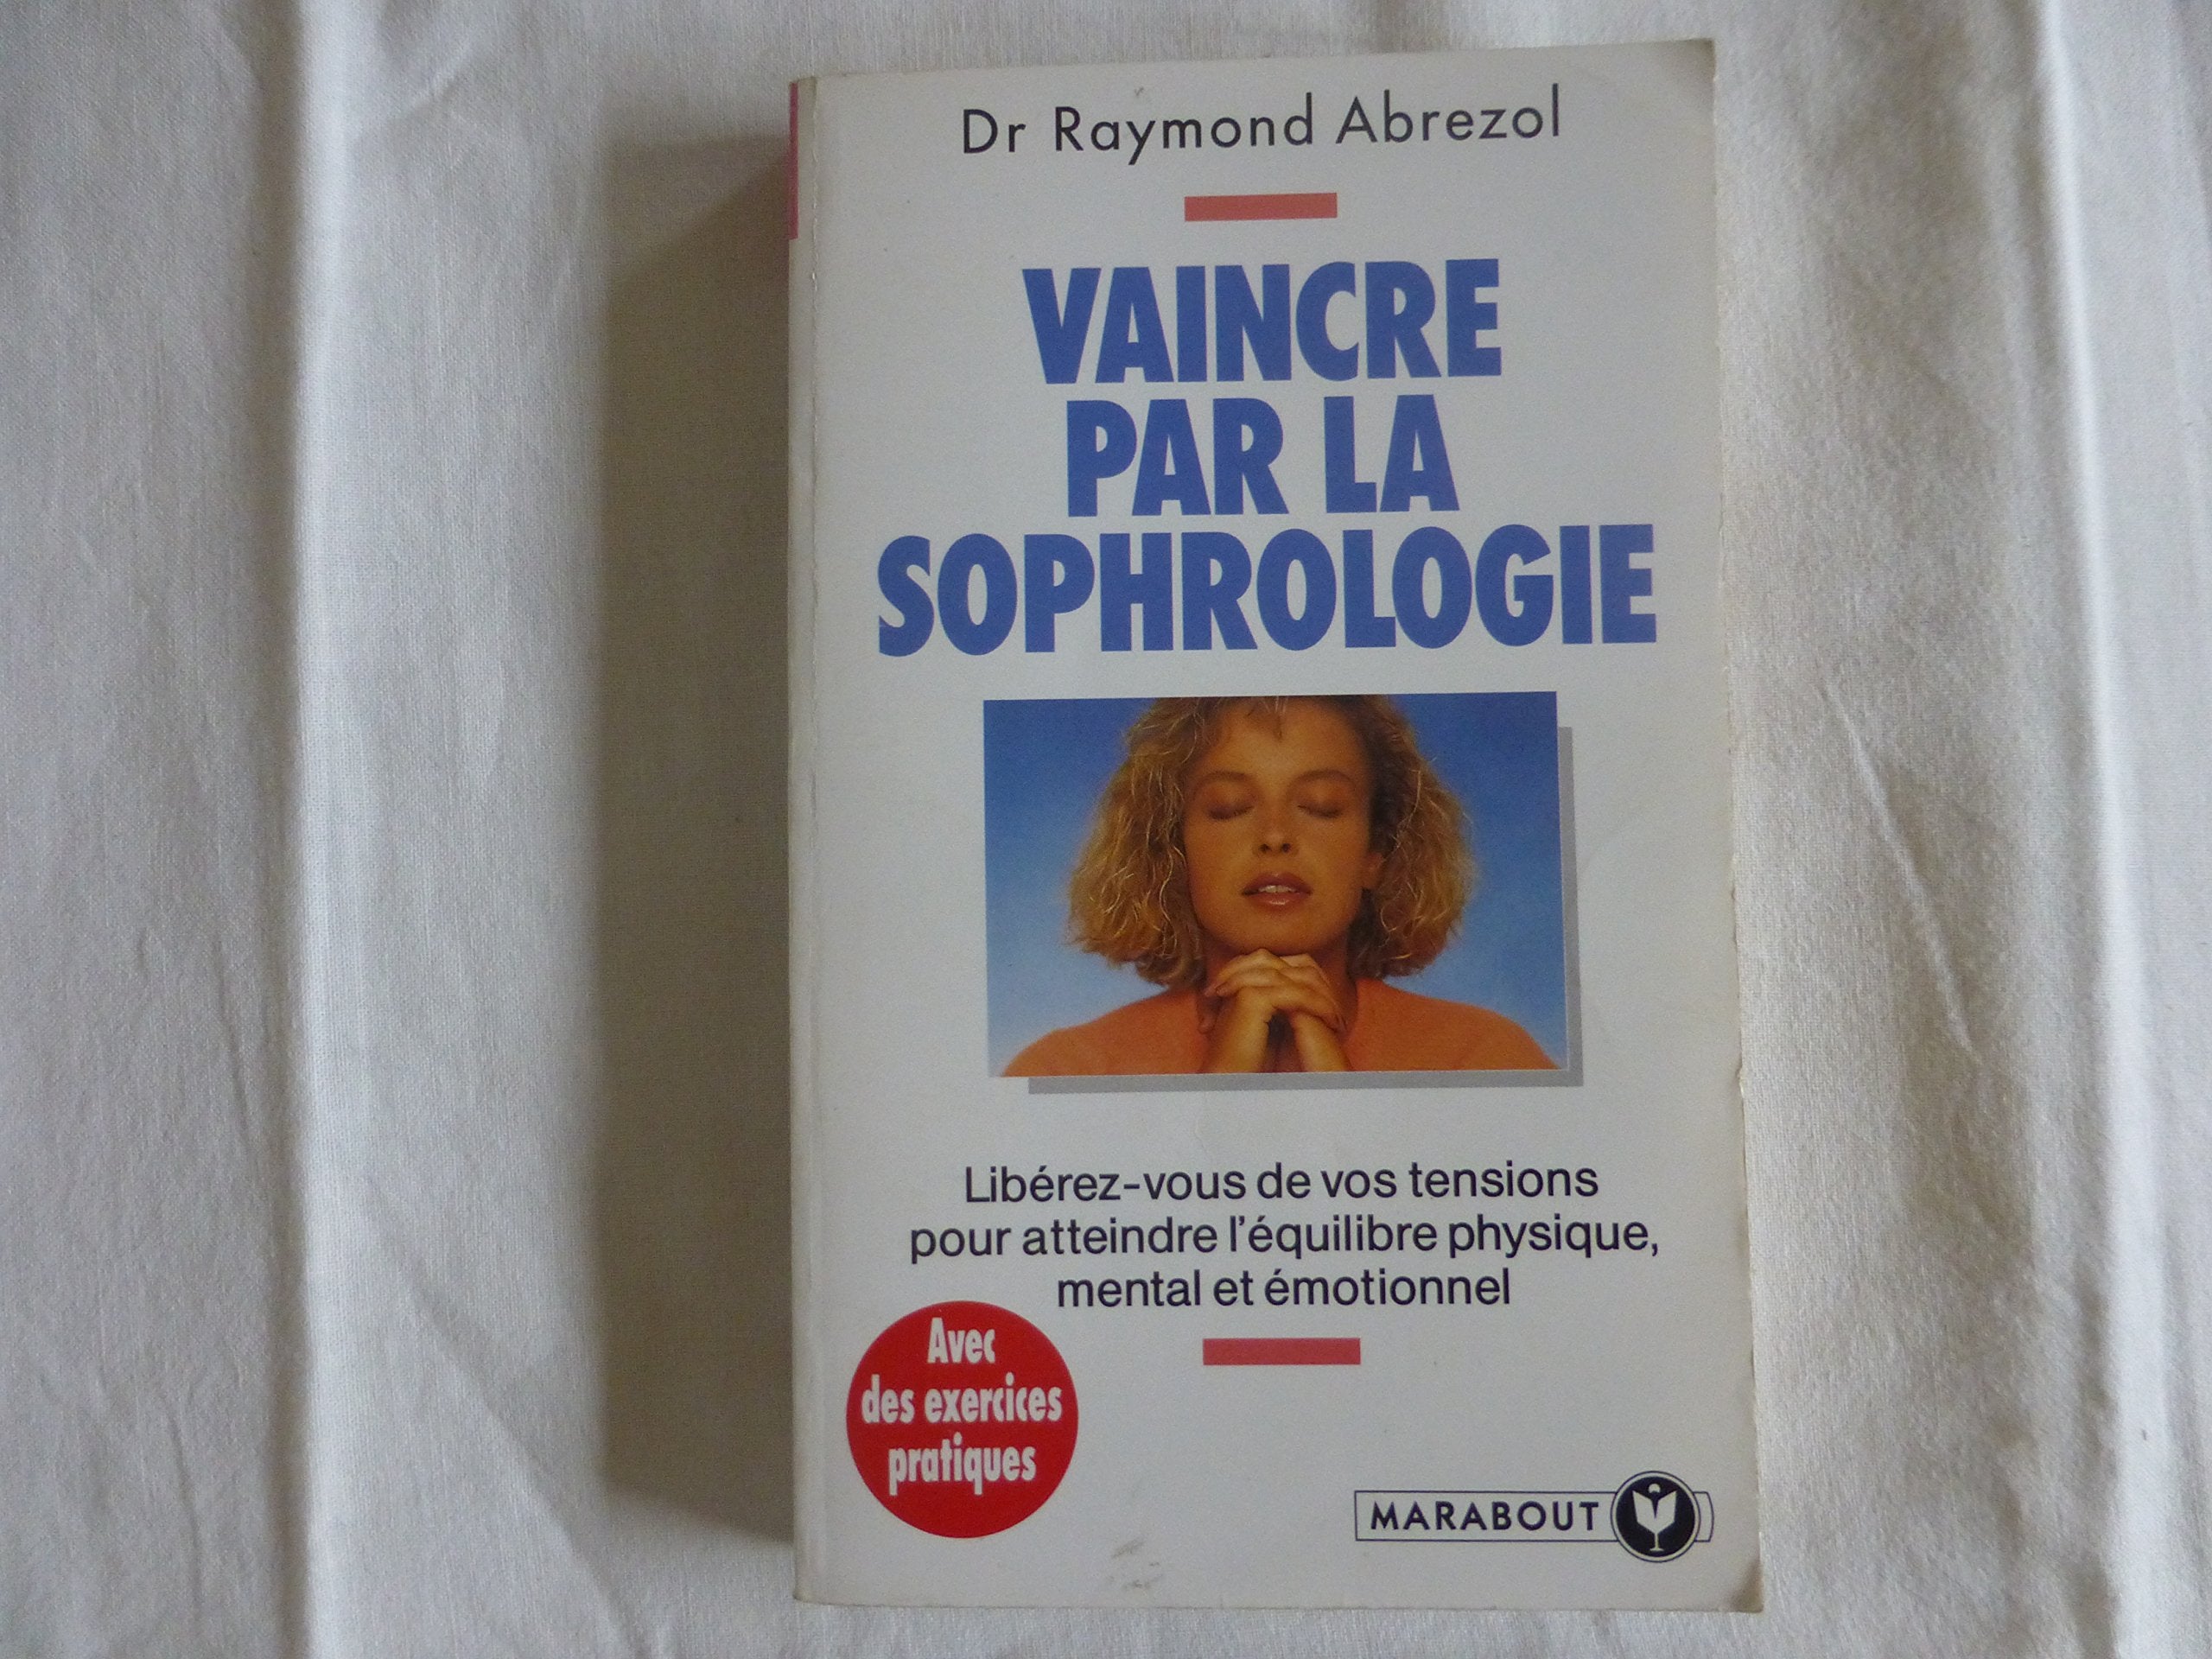 Dr Raymond Abrezol
VAINCRE
PAR LA
SOPHROLOGIE
Libérez-vous de vos tensions
pour atteindre l'équilibre physique,
mental et émotionnel
Avec
des exercices
pratiques
MARABOUT